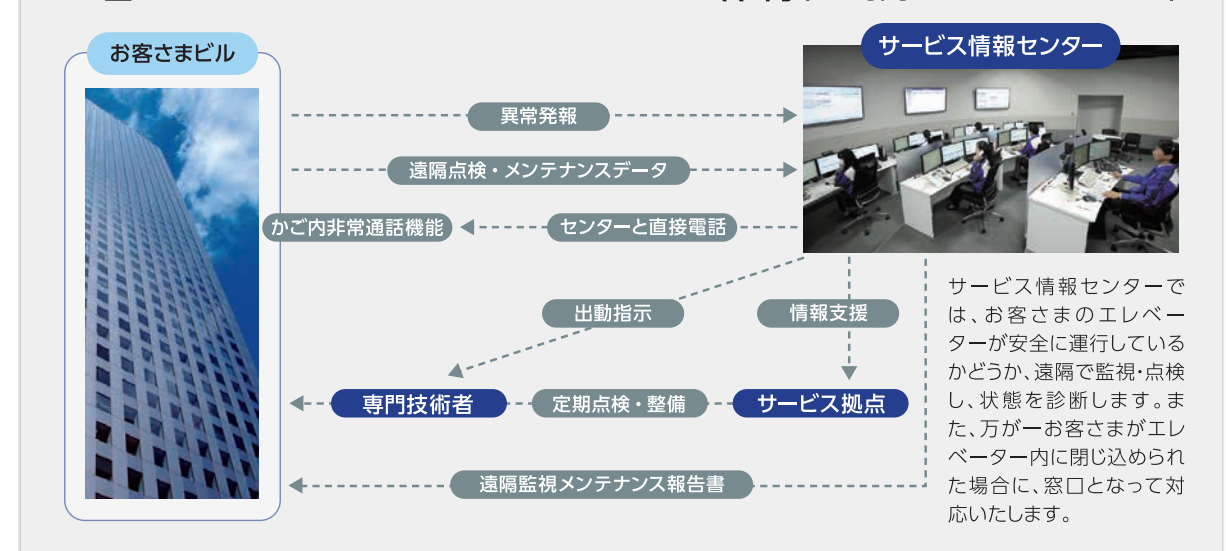 お客さまビル
サービス情報センター
異常発報
遠隔点検・メンテナンスデータ
かご内非常通話機能
センターと直接電話
出動指示
情報支援
専門技術者
定期点検・整備
サービス拠点
遠隔監視メンテナンス報告書
サービス情報センターで
は、お客さまのエレベー
ターが安全に運行している
かどうか、遠隔で監視・点検
し、状態を診断します。ま
た、万が一お客さまがエレ
ベーター内に閉じ込められ
た場合に、窓口となって対
応いたします。